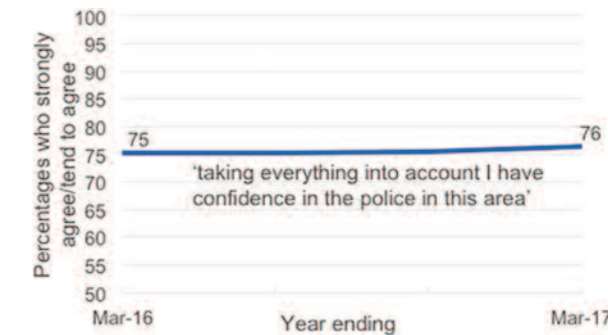 Percentages who strongly
agree/tend to agree
100
95
90
85
80
75
70
65
60
55
50
75
76
‘taking everything into account I have
confidence in the police in this area’
Mar-16
Year ending
Mar-17